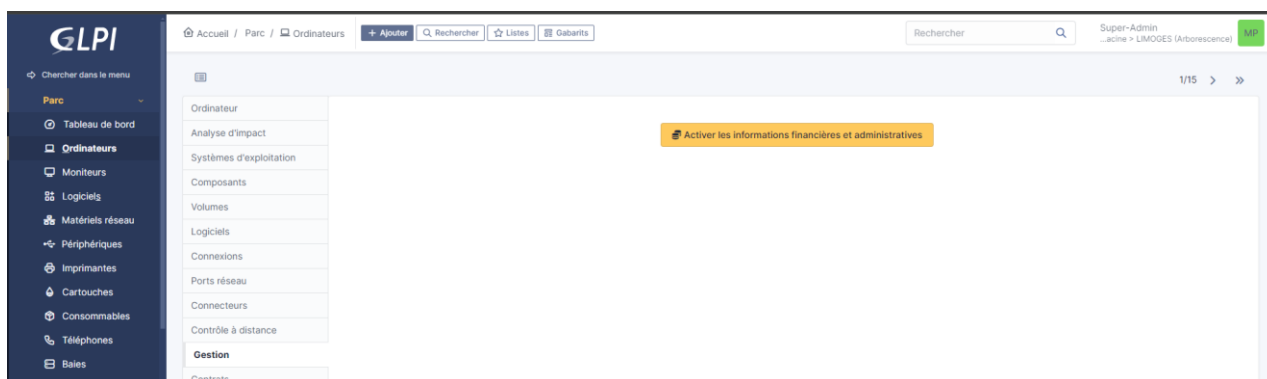 GLPI
Accueil / Parc / Ordinateurs
+ Ajouter
Rechercher
Listes
Gabarits
Rechercher
Super-Admin
...acine > LIMOGES (Arborescence)
MP
Chercher dans le menu
1/15
Parc
Tableau de bord
Ordinateurs
Moniteurs
Logiciels
Matériels réseau
Périphériques
Imprimantes
Cartouches
Consommables
Téléphones
Baies
Ordinateur
Analyse d'impact
Systèmes d'exploitation
Composants
Volumes
Logiciels
Connexions
Ports réseau
Connecteurs
Contrôle à distance
Gestion
Contrats
Activer les informations financières et administratives